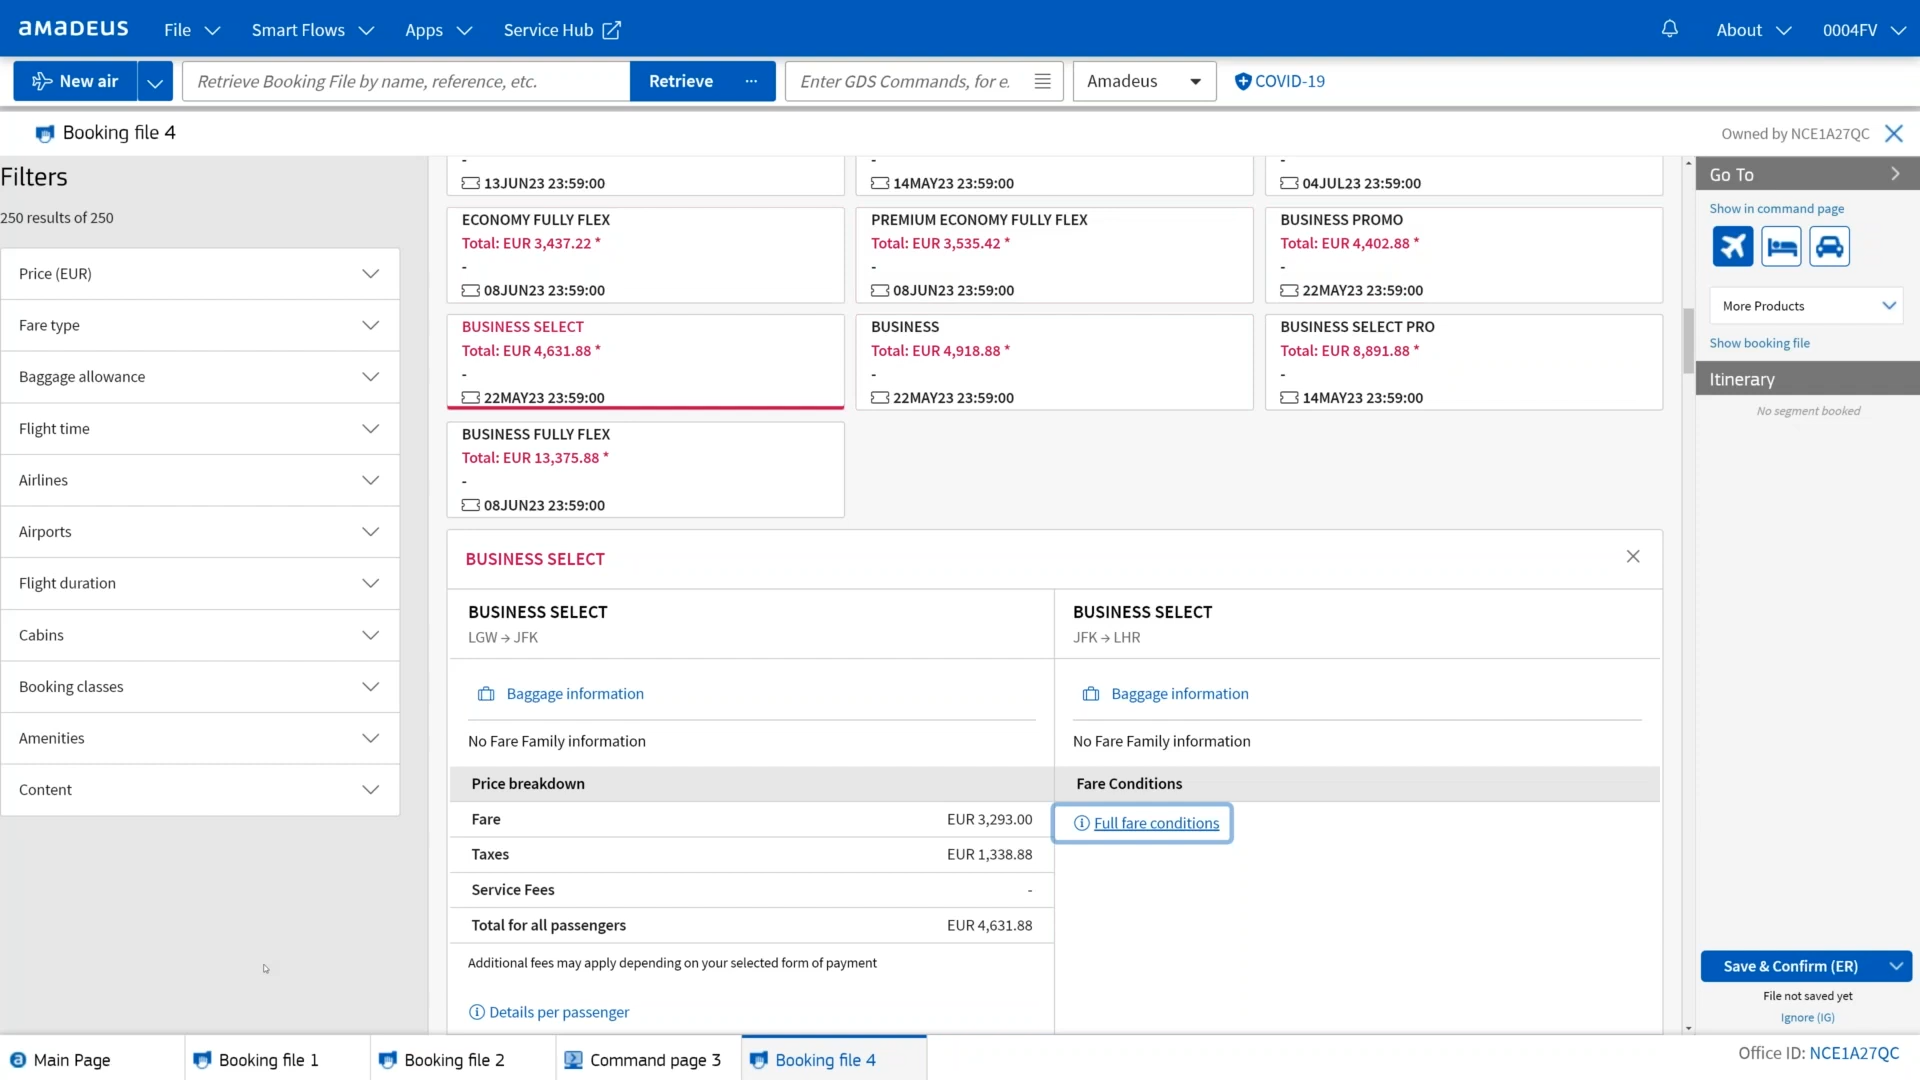 amadeus
File
Smart Flows
Apps
Service Hub
About
0004FV
New air
Retrieve Booking File by name, reference, etc.
Retrieve
...
Enter GDS Commands, for e.
Amadeus
COVID-19
Booking file 4
Owned by NCE1A27QC
Filters
250 results of 250
Price (EUR)
Fare type
Baggage allowance
Flight time
Airlines
Airports
Flight duration
Cabins
Booking classes
Amenities
Content
-
13JUN23 23:59:00
-
14MAY23 23:59:00
-
04JUL23 23:59:00
ECONOMY FULLY FLEX
Total: EUR 3,437.22 *
-
08JUN23 23:59:00
PREMIUM ECONOMY FULLY FLEX
Total: EUR 3,535.42 *
-
08JUN23 23:59:00
BUSINESS PROMO
Total: EUR 4,402.88 *
-
22MAY23 23:59:00
BUSINESS SELECT
Total: EUR 4,631.88 *
-
22MAY23 23:59:00
BUSINESS
Total: EUR 4,918.88 *
-
22MAY23 23:59:00
BUSINESS SELECT PRO
Total: EUR 8,891.88 *
-
14MAY23 23:59:00
BUSINESS FULLY FLEX
Total: EUR 13,375.88 *
-
08JUN23 23:59:00
BUSINESS SELECT
BUSINESS SELECT
LGW → JFK
Baggage information
No Fare Family information
BUSINESS SELECT
JFK → LHR
Baggage information
No Fare Family information
Price breakdown
Fare EUR 3,293.00
Taxes EUR 1,338.88
Service Fees -
Total for all passengers EUR 4,631.88
Additional fees may apply depending on your selected form of payment
Details per passenger
Fare Conditions
Full fare conditions
Go To
Show in command page
More Products
Show booking file
Itinerary
No segment booked
Save & Confirm (ER)
File not saved yet
Ignore (IG)
Main Page
Booking file 1
Booking file 2
Command page 3
Booking file 4
Office ID: NCE1A27QC